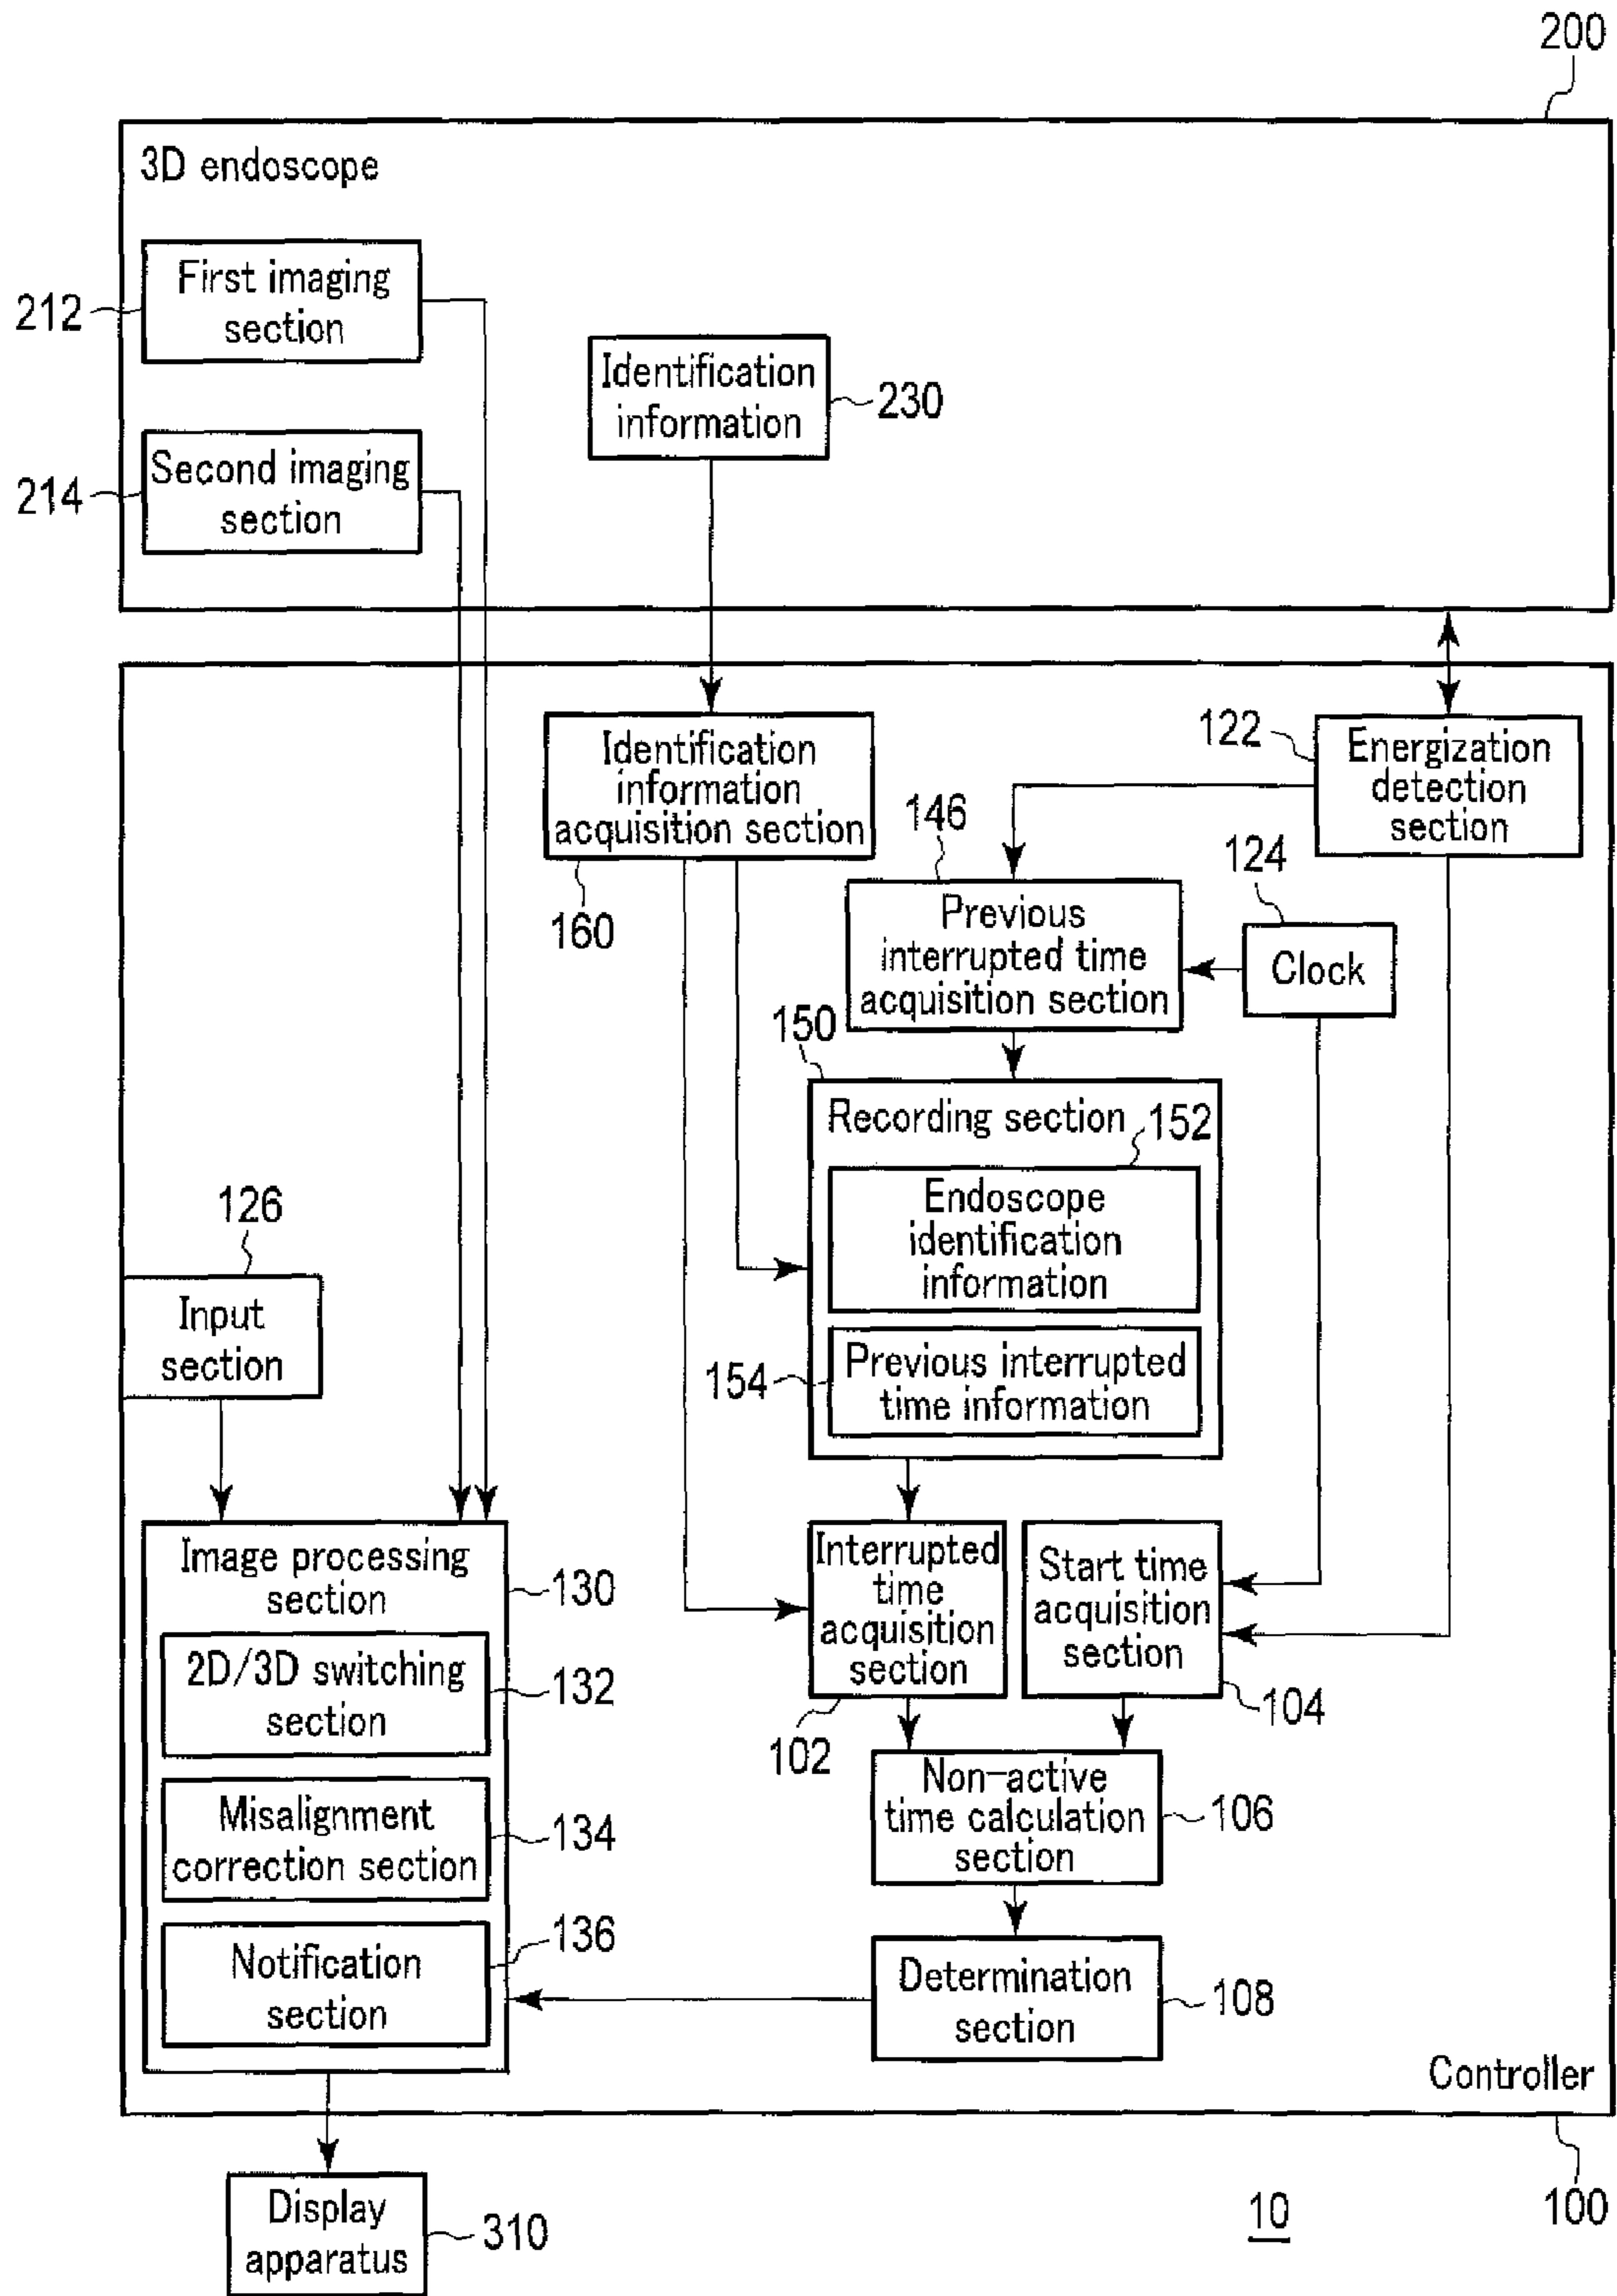 200
3D endoscope
First imaging
section
212
Identification
information
230
Second imaging
section
214
Identification
information
acquisition section
160
122
Energization
detection
section
146
Previous
interrupted time
acquisition section
124
Clock
150
Recording section
152
Endoscope
identification
information
154
Previous interrupted
time information
126
Input
section
Image processing
section
130
2D/3D switching
section
132
Misalignment
correction section
134
Notification
section
136
Interrupted
time
acquisition
section
102
Start time
acquisition
section
104
Non-active
time calculation
section
106
Determination
section
108
Controller
100
Display
apparatus
310
10